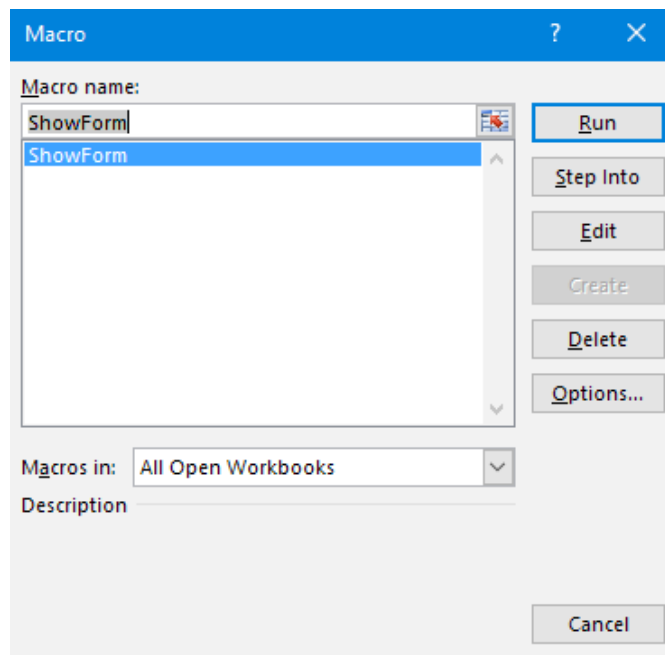 Macro
?
Macro name:
ShowForm
ShowForm
Run
Step Into
Edit
Create
Delete
Options...
Macros in: All Open Workbooks
Description
Cancel